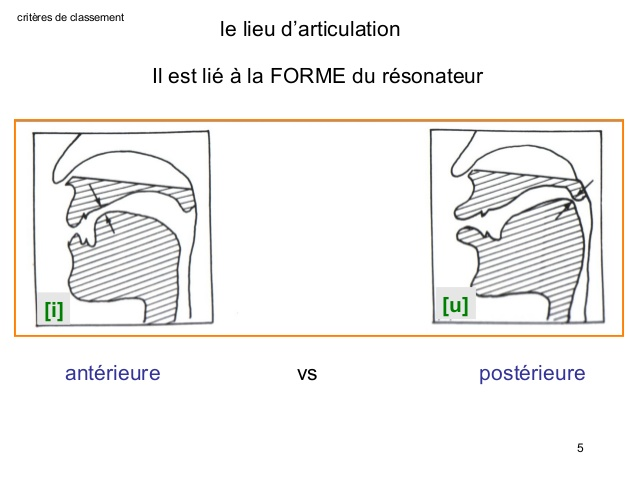 critères de classement
le lieu d’articulation
Il est lié à la FORME du résonateur
[i]
[u]
antérieure vs postérieure
5